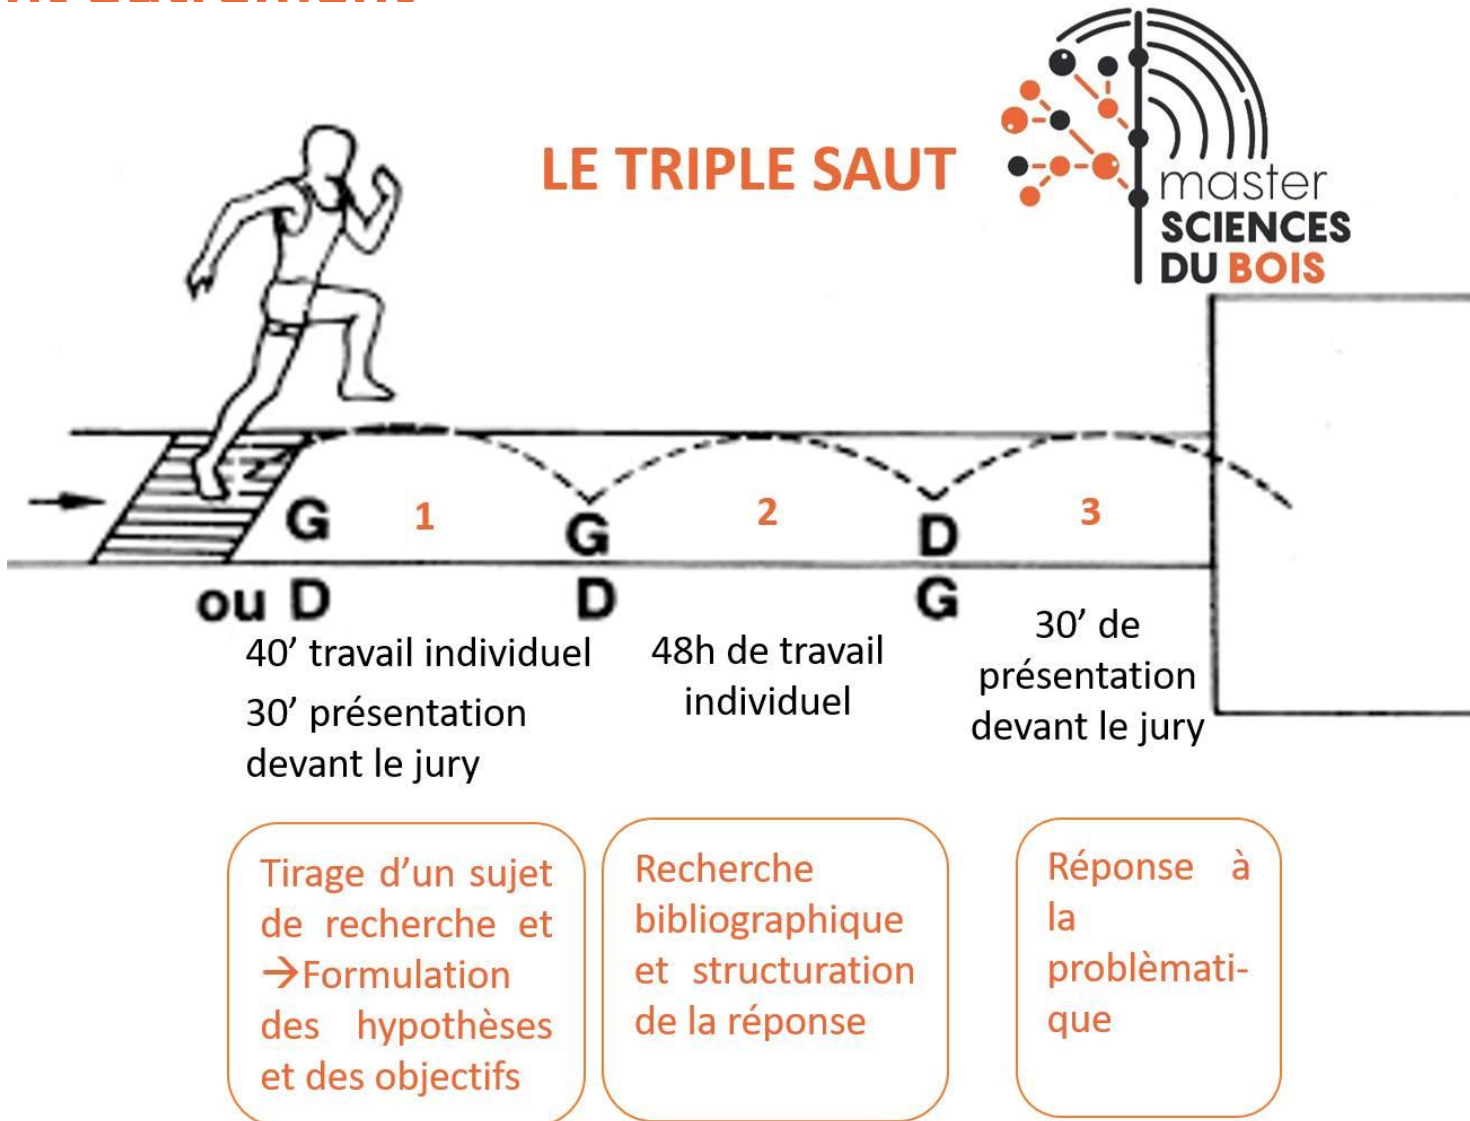 LE TRIPLE SAUT
master
SCIENCES
DU BOIS
G
1
G
2
D
3
ou D
D
G
40’ travail individuel
30’ présentation
devant le jury
48h de travail
individuel
30’ de
présentation
devant le jury
Tirage d’un sujet
de recherche et
→Formulation
des hypothèses
et des objectifs
Recherche
bibliographique
et structuration
de la réponse
Réponse à
la
problèmati-
que